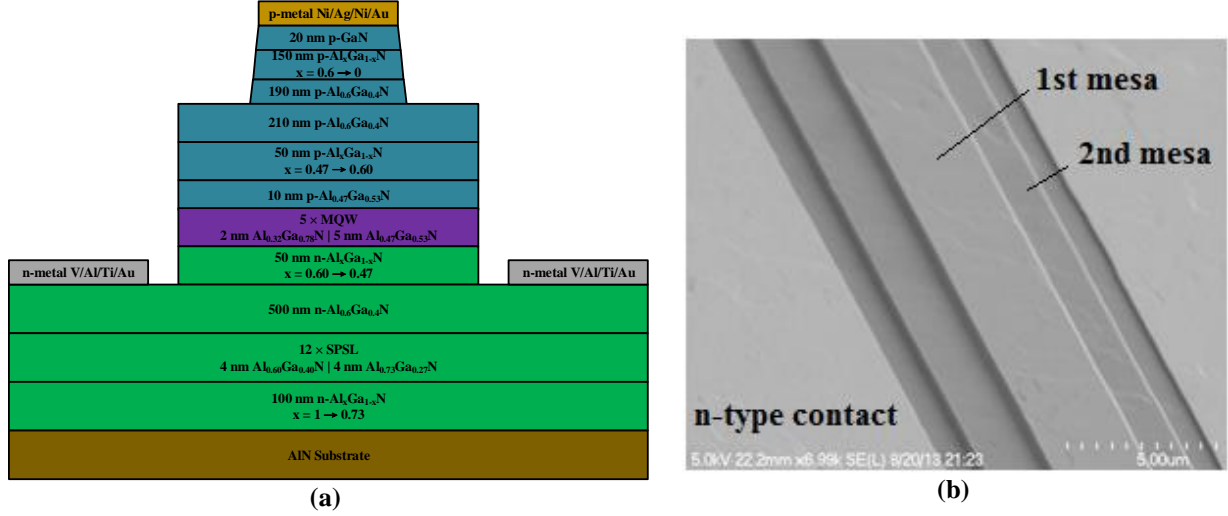 p-metal Ni/Ag/Ni/Au
20 nm p-GaN
150 nm p-AlxGa1-xN
x = 0.6 → 0
190 nm p-Al0.6Ga0.4N
210 nm p-Al0.6Ga0.4N
50 nm p-AlxGa1-xN
x = 0.47 → 0.60
10 nm p-Al0.47Ga0.53N
5 × MQW
2 nm Al0.32Ga0.78N | 5 nm Al0.47Ga0.53N
50 nm n-AlxGa1-xN
x = 0.60 → 0.47
n-metal V/Al/Ti/Au
n-metal V/Al/Ti/Au
500 nm n-Al0.6Ga0.4N
12 × SPSL
4 nm Al0.60Ga0.40N | 4 nm Al0.73Ga0.27N
100 nm n-AlxGa1-xN
x = 1 → 0.73
AlN Substrate
(a)
1st mesa
2nd mesa
n-type contact
5.0kV-22.2mm x6.99k SE(L) 8/20/13 21:23
5.00um
(b)